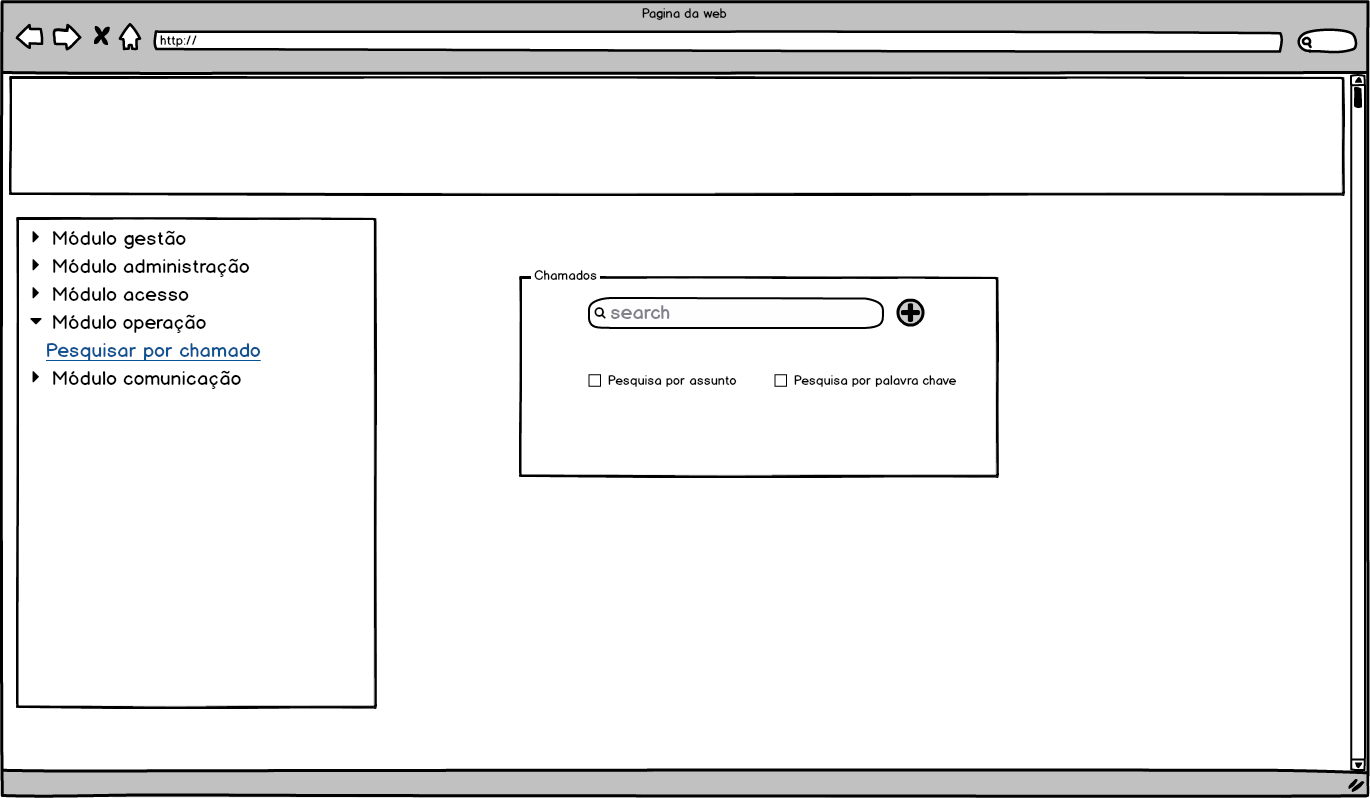 Pagina da web
http://
Módulo gestão
Módulo administração
Módulo acesso
Módulo operação
Pesquisar por chamado
Módulo comunicação
Chamados
search
Pesquisa por assunto
Pesquisa por palavra chave